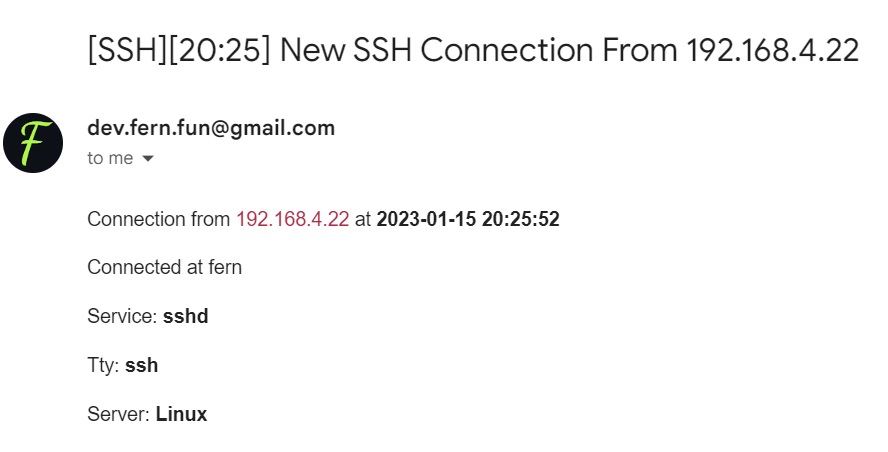 [SSH][20:25] New SSH Connection From 192.168.4.22
F
dev.fern.fun@gmail.com
to me
Connection from 192.168.4.22 at 2023-01-15 20:25:52
Connected at fern
Service: sshd
Tty: ssh
Server: Linux